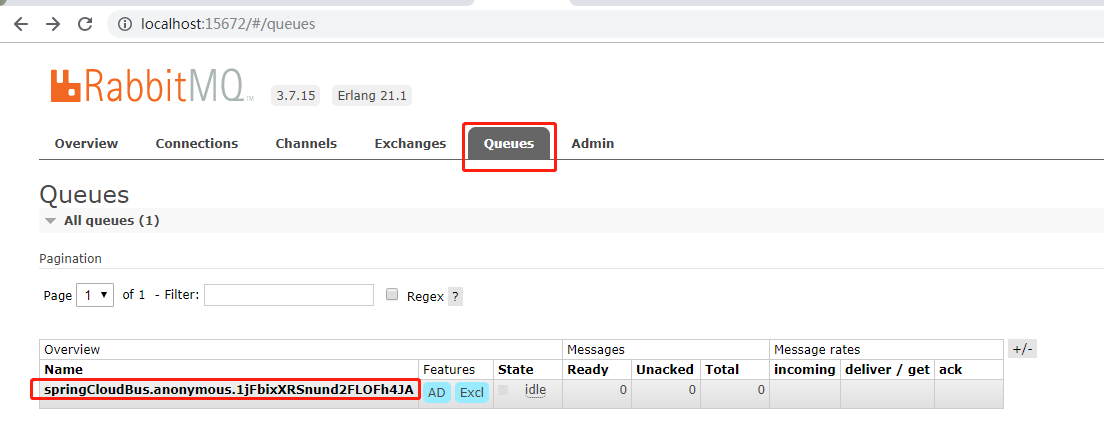 localhost:15672/#/queues
RabbitMQ™ 3.7.15 Erlang 21.1
Overview Connections Channels Exchanges Queues Admin
Queues
All queues (1)
Pagination
Page 1 of 1 - Filter: Regex ?
Overview Messages Message rates +/-
Name Features State Ready Unacked Total incoming deliver / get ack
springCloudBus.anonymous.1jFbixXRSnund2FLOFh4JA AD Excl idle 0 0 0